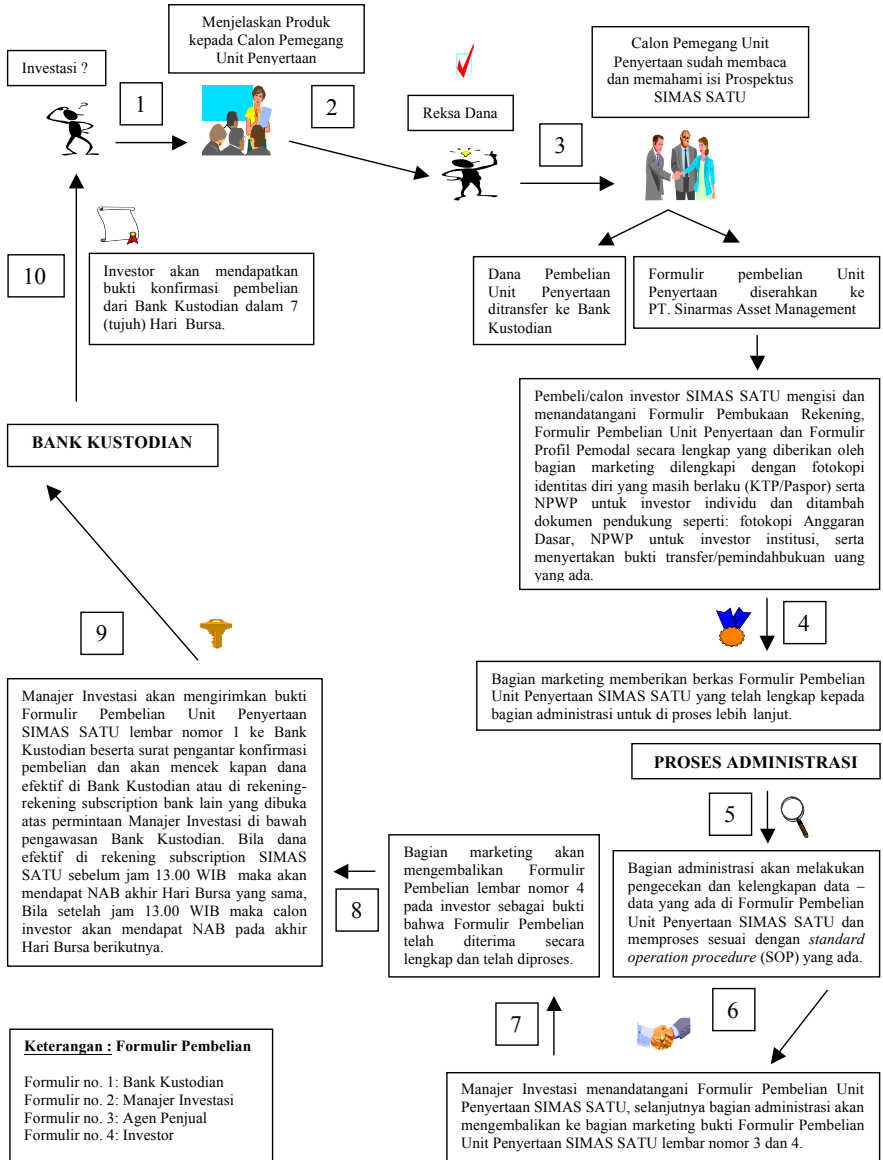 Investasi ?
1
Menjelaskan Produk
kepada Calon Pemegang
Unit Penyertaan
2
Reksa Dana
3
Calon Pemegang Unit
Penyertaan sudah membaca
dan memahami isi Prospektus
SIMAS SATU
Dana Pembelian
Unit Penyertaan
ditransfer ke Bank
Kustodian
Formulir pembelian Unit
Penyertaan diserahkan ke
PT. Sinarmas Asset Management
Pembeli/calon investor SIMAS SATU mengisi dan
menandatangani Formulir Pembukaan Rekening,
Formulir Pembelian Unit Penyertaan dan Formulir
Profil Pemodal secara lengkap yang diberikan oleh
bagian marketing dilengkapi dengan fotokopi
identitas diri yang masih berlaku (KTP/Paspor) serta
NPWP untuk investor individu dan ditambah
dokumen pendukung seperti: fotokopi Anggaran
Dasar, NPWP untuk investor institusi, serta
menyertakan bukti transfer/pemindahbukuan uang
yang ada.
4
Bagian marketing memberikan berkas Formulir Pembelian
Unit Penyertaan SIMAS SATU yang telah lengkap kepada
bagian administrasi untuk di proses lebih lanjut.
PROSES ADMINISTRASI
5
Bagian administrasi akan melakukan
pengecekan dan kelengkapan data –
data yang ada di Formulir Pembelian
Unit Penyertaan SIMAS SATU dan
memproses sesuai dengan standard
operation procedure (SOP) yang ada.
6
Manajer Investasi menandatangani Formulir Pembelian Unit
Penyertaan SIMAS SATU, selanjutnya bagian administrasi akan
mengembalikan ke bagian marketing bukti Formulir Pembelian
Unit Penyertaan SIMAS SATU lembar nomor 3 dan 4.
7
Bagian marketing akan
mengembalikan Formulir
Pembelian lembar nomor 4
pada investor sebagai bukti
bahwa Formulir Pembelian
telah diterima secara
lengkap dan telah diproses.
8
Manajer Investasi akan mengirimkan bukti
Formulir Pembelian Unit Penyertaan
SIMAS SATU lembar nomor 1 ke Bank
Kustodian beserta surat pengantar konfirmasi
pembelian dan akan mencek kapan dana
efektif di Bank Kustodian atau di rekening-
rekening subscription bank lain yang dibuka
atas permintaan Manajer Investasi di bawah
pengawasan Bank Kustodian. Bila dana
efektif di rekening subscription SIMAS
SATU sebelum jam 13.00 WIB maka akan
mendapat NAB akhir Hari Bursa yang sama,
Bila setelah jam 13.00 WIB maka calon
investor akan mendapat NAB pada akhir
Hari Bursa berikutnya.
9
BANK KUSTODIAN
10
Investor akan mendapatkan
bukti konfirmasi pembelian
dari Bank Kustodian dalam 7
(tujuh) Hari Bursa.
Keterangan : Formulir Pembelian
Formulir no. 1: Bank Kustodian
Formulir no. 2: Manajer Investasi
Formulir no. 3: Agen Penjual
Formulir no. 4: Investor